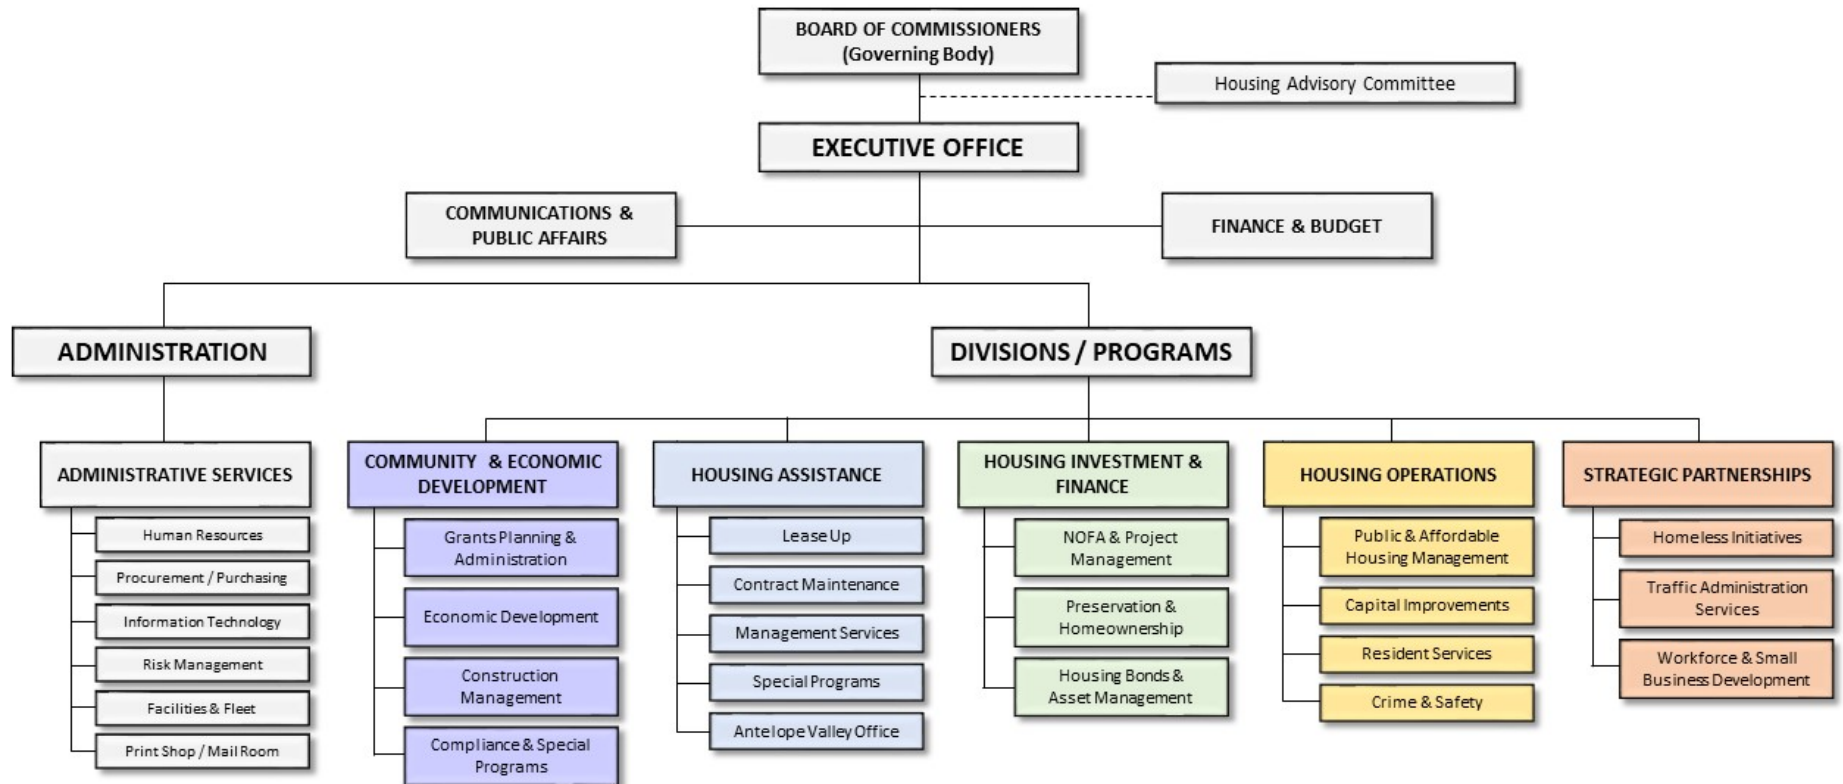 BOARD OF COMMISSIONERS
(Governing Body)
Housing Advisory Committee
EXECUTIVE OFFICE
COMMUNICATIONS &
PUBLIC AFFAIRS
FINANCE & BUDGET
ADMINISTRATION
DIVISIONS / PROGRAMS
ADMINISTRATIVE SERVICES
Human Resources
Procurement / Purchasing
Information Technology
Risk Management
Facilities & Fleet
Print Shop / Mail Room
COMMUNITY & ECONOMIC
DEVELOPMENT
Grants Planning &
Administration
Economic Development
Construction
Management
Compliance & Special
Programs
HOUSING ASSISTANCE
Lease Up
Contract Maintenance
Management Services
Special Programs
Antelope Valley Office
HOUSING INVESTMENT &
FINANCE
NOFA & Project
Management
Preservation &
Homeownership
Housing Bonds &
Asset Management
HOUSING OPERATIONS
Public & Affordable
Housing Management
Capital Improvements
Resident Services
Crime & Safety
STRATEGIC PARTNERSHIPS
Homeless Initiatives
Traffic Administration
Services
Workforce & Small
Business Development